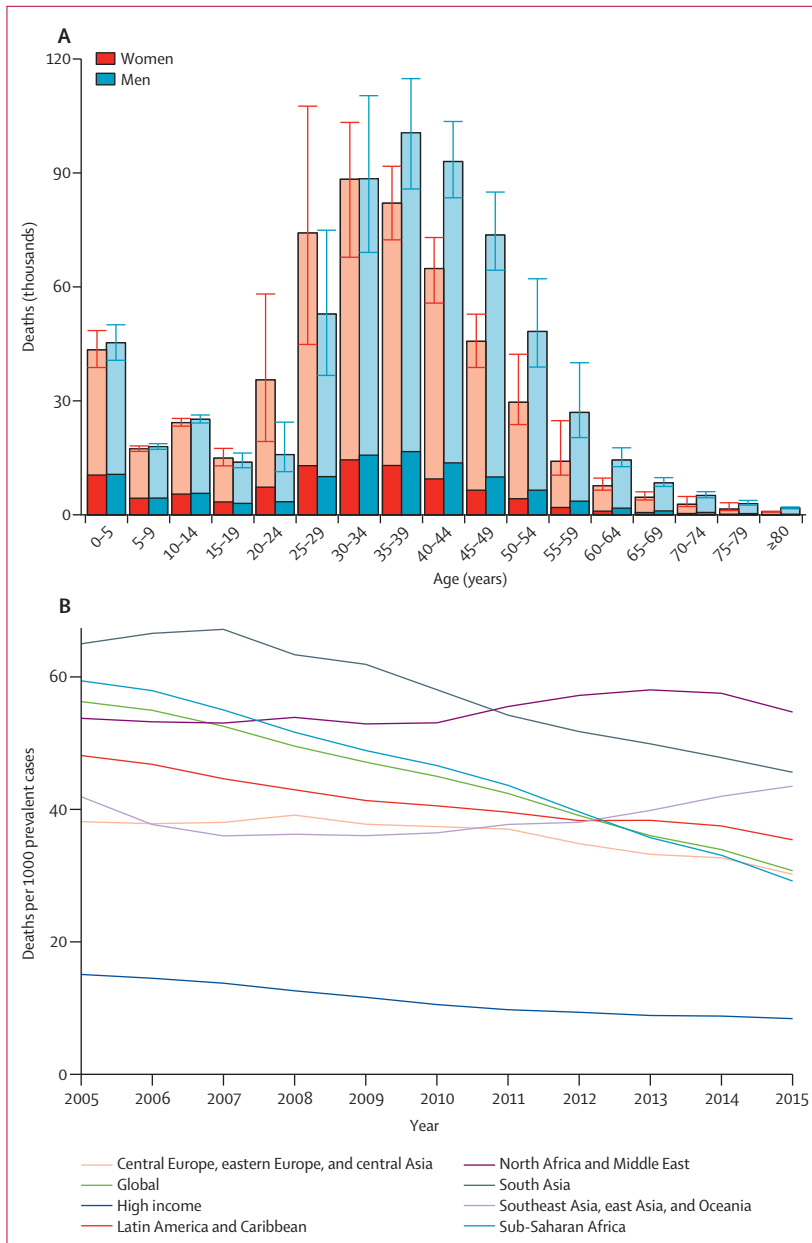 A
Women
Men
120
90
60
30
0
Deaths (thousands)
0–5
5–9
10–14
15–19
20–24
25–29
30–34
35–39
40–44
45–49
50–54
55–59
60–64
65–69
70–74
75–79
≥80
Age (years)
B
60
40
20
0
Deaths per 1000 prevalent cases
2005 2006 2007 2008 2009 2010 2011 2012 2013 2014 2015
Year
Central Europe, eastern Europe, and central Asia
Global
High income
Latin America and Caribbean
North Africa and Middle East
South Asia
Southeast Asia, east Asia, and Oceania
Sub-Saharan Africa